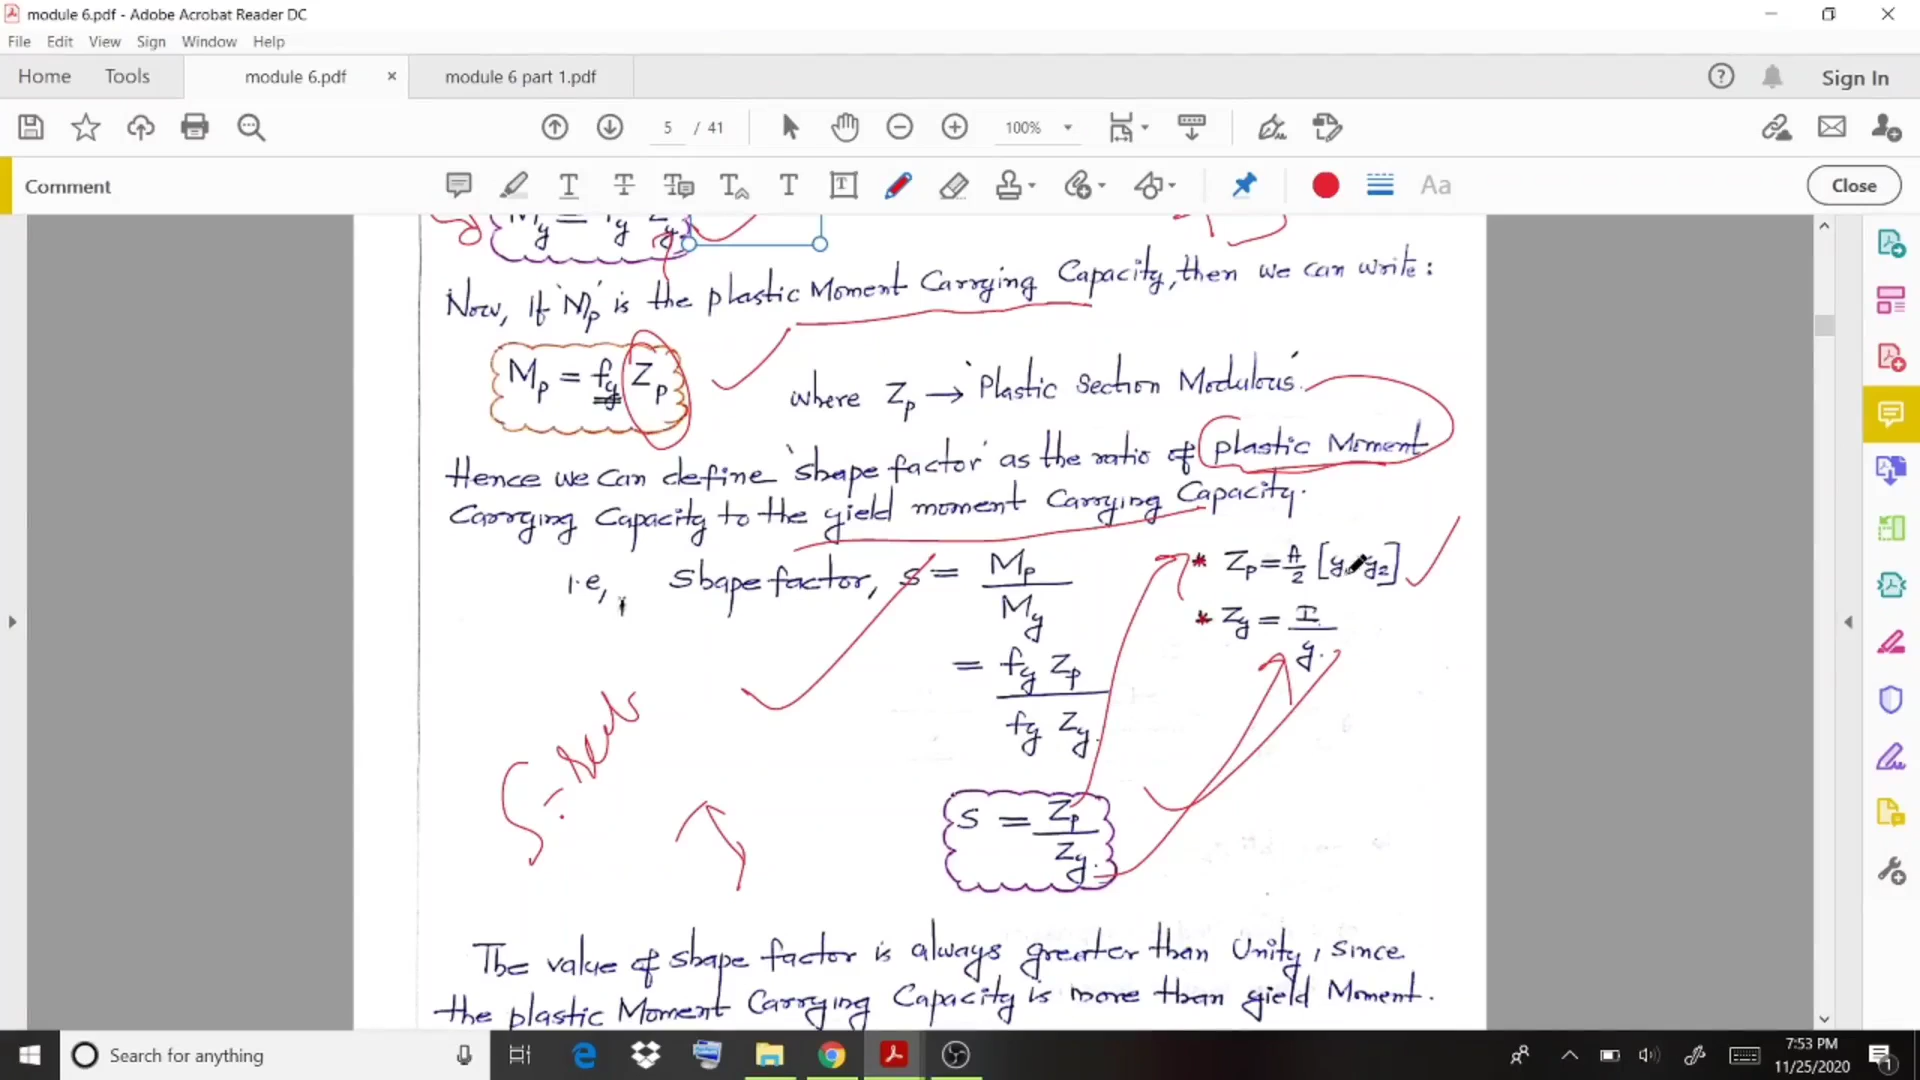 module 6.pdf - Adobe Acrobat Reader DC
File Edit View Sign Window Help
Home Tools module 6.pdf × module 6 part 1.pdf Sign In
5 / 41 100%
Comment Close
My = fy Zy
Now, If 'Mp' is the plastic Moment Carrying Capacity, then we can write:
Mp = fy Zp
where Zp → 'Plastic Section Modulous'.
Hence we can define 'shape factor' as the ratio of plastic Moment
Carrying Capacity to the yield moment Carrying Capacity.
i.e, shape factor, s = Mp / My
* Zp = A/2 [y1 y2]
* Zy = I / y.
= fy Zp / fy Zy.
S = Zp / Zy.
The value of shape factor is always greater than Unity, since
the plastic Moment Carrying Capacity is more than yield Moment.
Search for anything
7:53 PM
11/25/2020